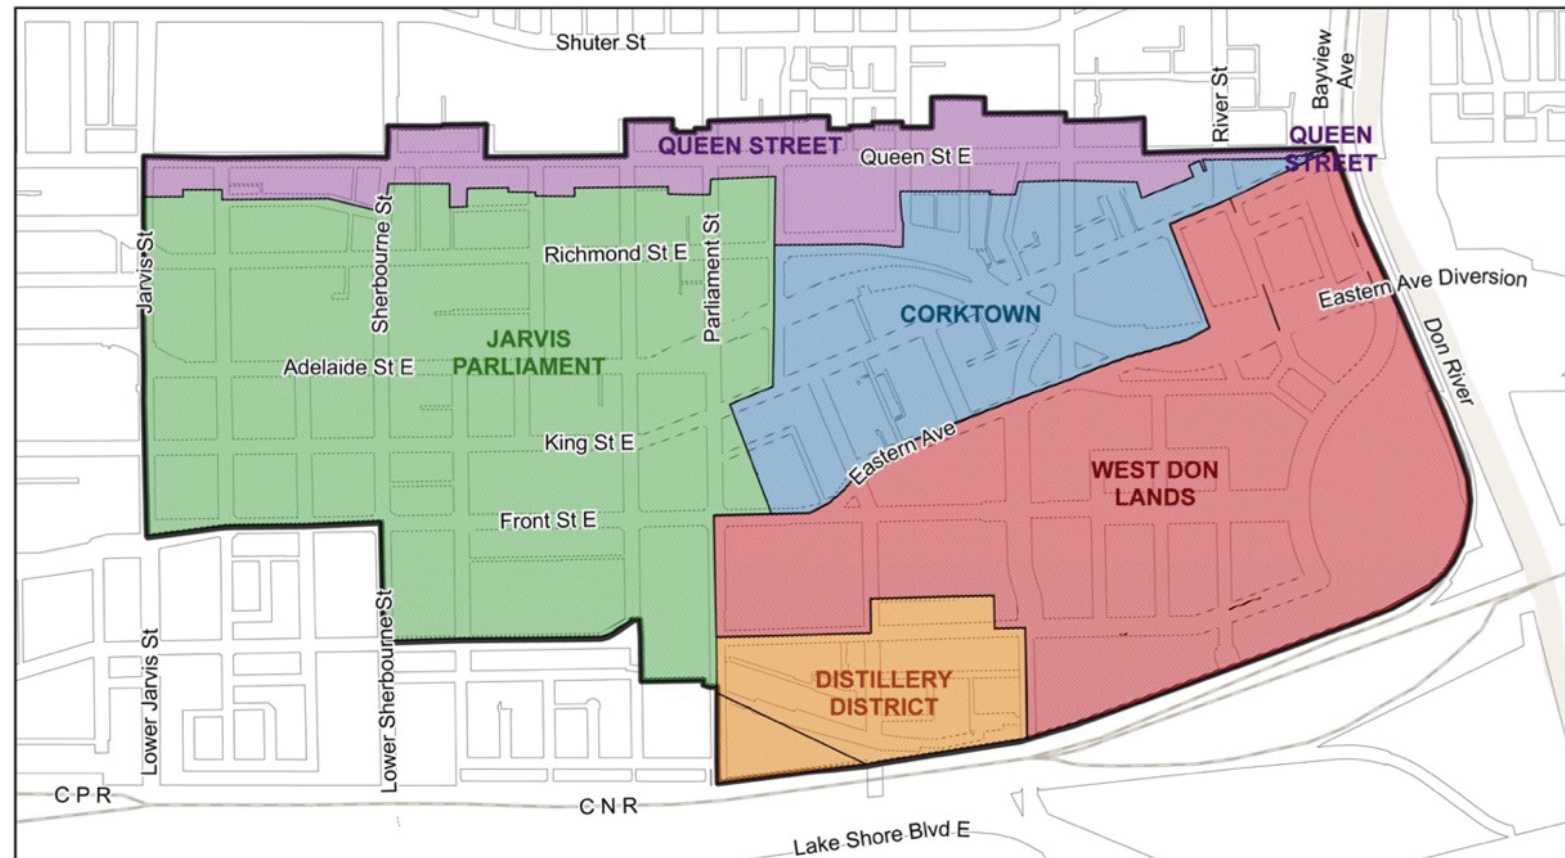 Shuter St
River St
Bayview
Ave
QUEEN STREET
Queen St E
QUEEN
STREET
Jarvis St
Sherbourne St
Richmond St E
Parliament St
Eastern Ave Diversion
CORKTOWN
JARVIS
PARLIAMENT
Adelaide St E
Don River
King St E
Eastern Ave
WEST DON
LANDS
Front St E
Lower Jarvis St
Lower Sherbourne St
DISTILLERY
DISTRICT
CPR
CNR
Lake Shore Blvd E